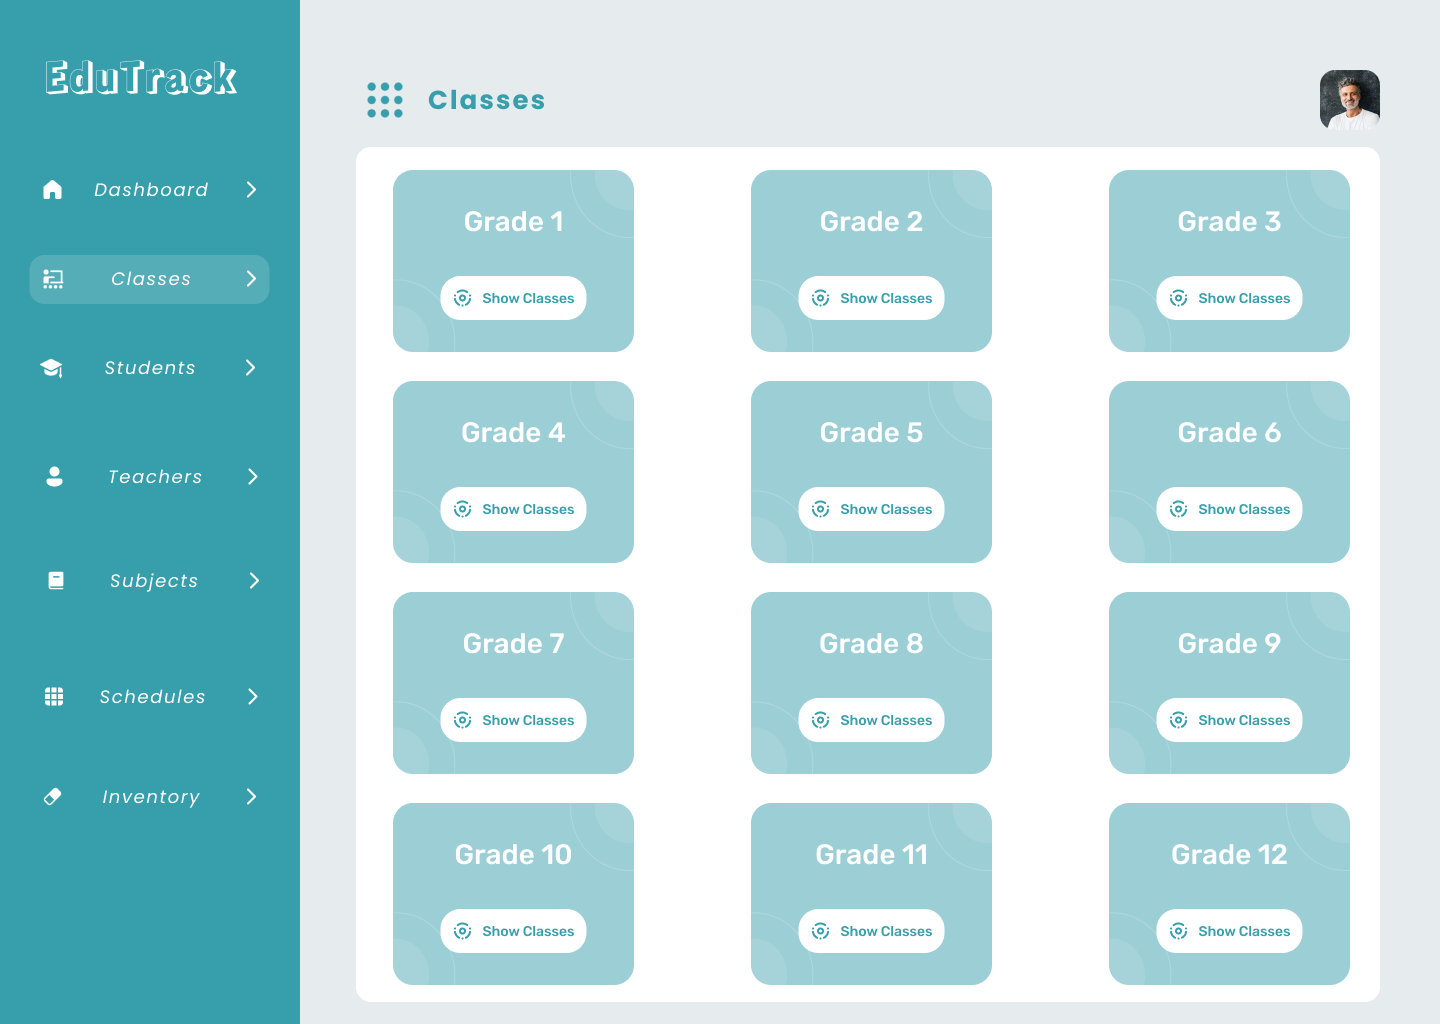 EduTrack
Dashboard
Classes
Students
Teachers
Subjects
Schedules
Inventory
Classes
Grade 1
Grade 2
Grade 3
Show Classes
Show Classes
Show Classes
Grade 4
Grade 5
Grade 6
Show Classes
Show Classes
Show Classes
Grade 7
Grade 8
Grade 9
Show Classes
Show Classes
Show Classes
Grade 10
Grade 11
Grade 12
Show Classes
Show Classes
Show Classes